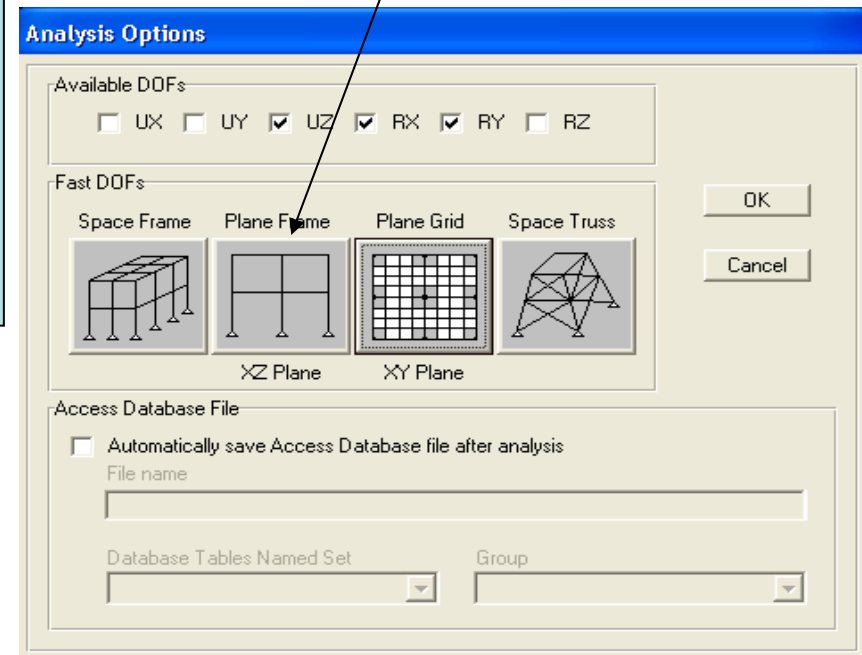 Analysis Options
Available DOFs
UX UY UZ RX RY RZ
Fast DOFs
Space Frame Plane Frame Plane Grid Space Truss
OK
Cancel
XZ Plane XY Plane
Access Database File
Automatically save Access Database file after analysis
File name
Database Tables Named Set Group